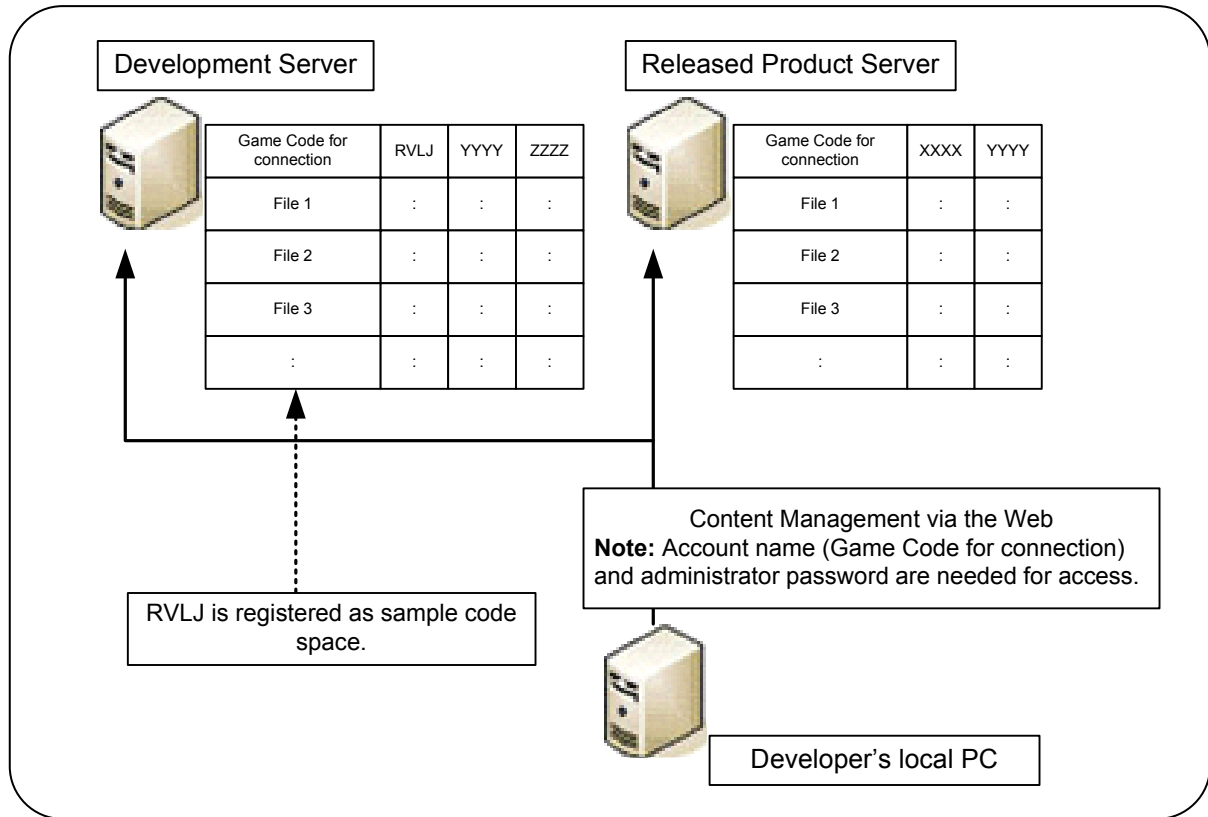 Development Server
Released Product Server
Game Code for
connection
RVLJ
YYYY
ZZZZ
File 1
:
:
:
File 2
:
:
:
File 3
:
:
:
:
:
:
:
Game Code for
connection
XXXX
YYYY
File 1
:
:
File 2
:
:
File 3
:
:
:
:
:
Content Management via the Web
Note: Account name (Game Code for connection)
and administrator password are needed for access.
RVLJ is registered as sample code
space.
Developer's local PC